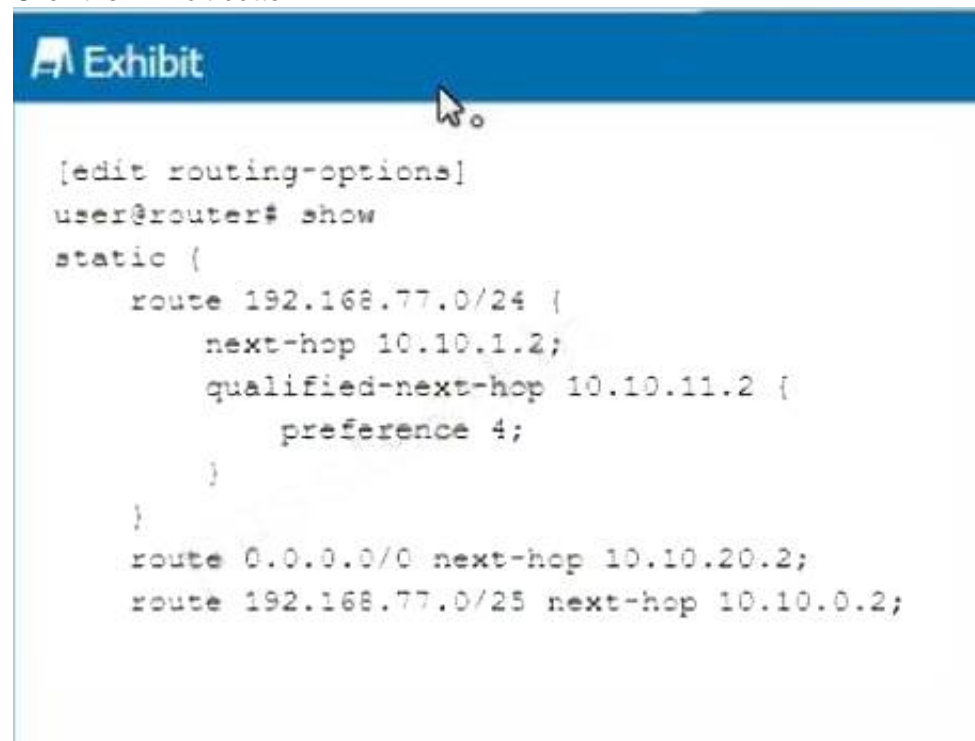 Exhibit
[edit routing-options]
user@router# show
static {
route 192.168.77.0/24 {
next-hop 10.10.1.2;
qualified-next-hop 10.10.11.2 {
preference 4;
}
}
route 0.0.0.0/0 next-hop 10.10.20.2;
route 192.168.77.0/25 next-hop 10.10.0.2;